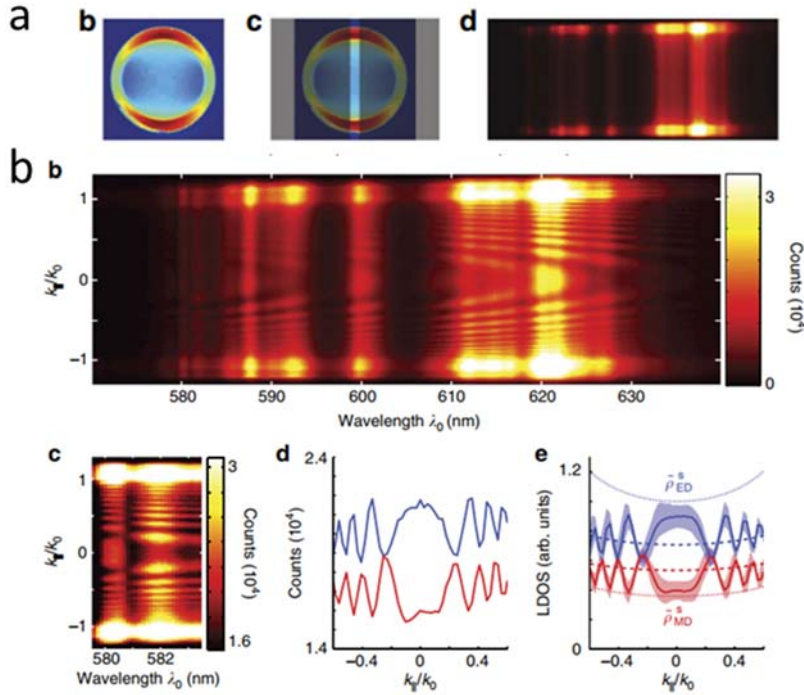 a
b
c
d
b
b
1
0
−1
k∥/k0
580
590
600
610
620
630
Wavelength λ0 (nm)
3
0
Counts (10⁴)
c
1
0
−1
k∥/k0
580
582
Wavelength λ0 (nm)
3
1.6
Counts (10⁴)
d
2.4
1.4
Counts (10⁴)
−0.4
0
0.4
k∥/k0
e
1.2
0
LDOS (arb. units)
ρ̃ s ED
ρ̃ s MD
−0.4
0
0.4
k∥/k0